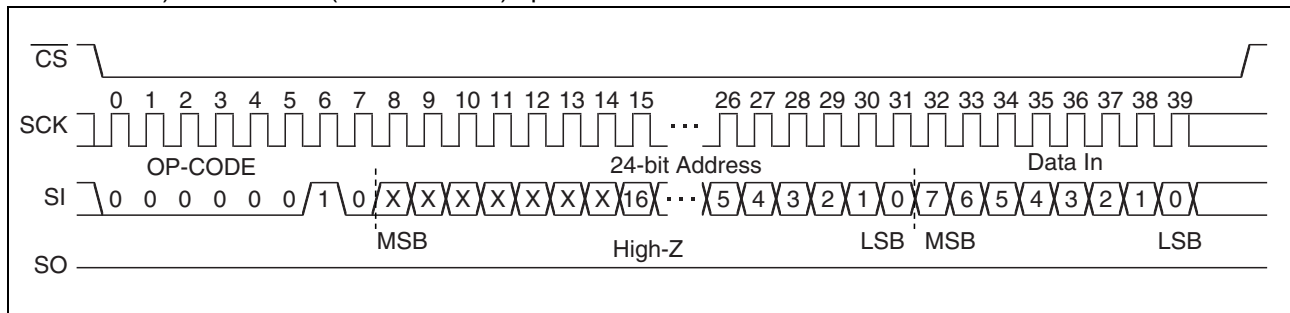 CS
0 1 2 3 4 5 6 7 8 9 10 11 12 13 14 15 26 27 28 29 30 31 32 33 34 35 36 37 38 39
SCK ···
OP-CODE 24-bit Address Data In
SI 0 0 0 0 0 0 1 0 X X X X X X X 16 ··· 5 4 3 2 1 0 7 6 5 4 3 2 1 0
MSB High-Z LSB MSB LSB
SO